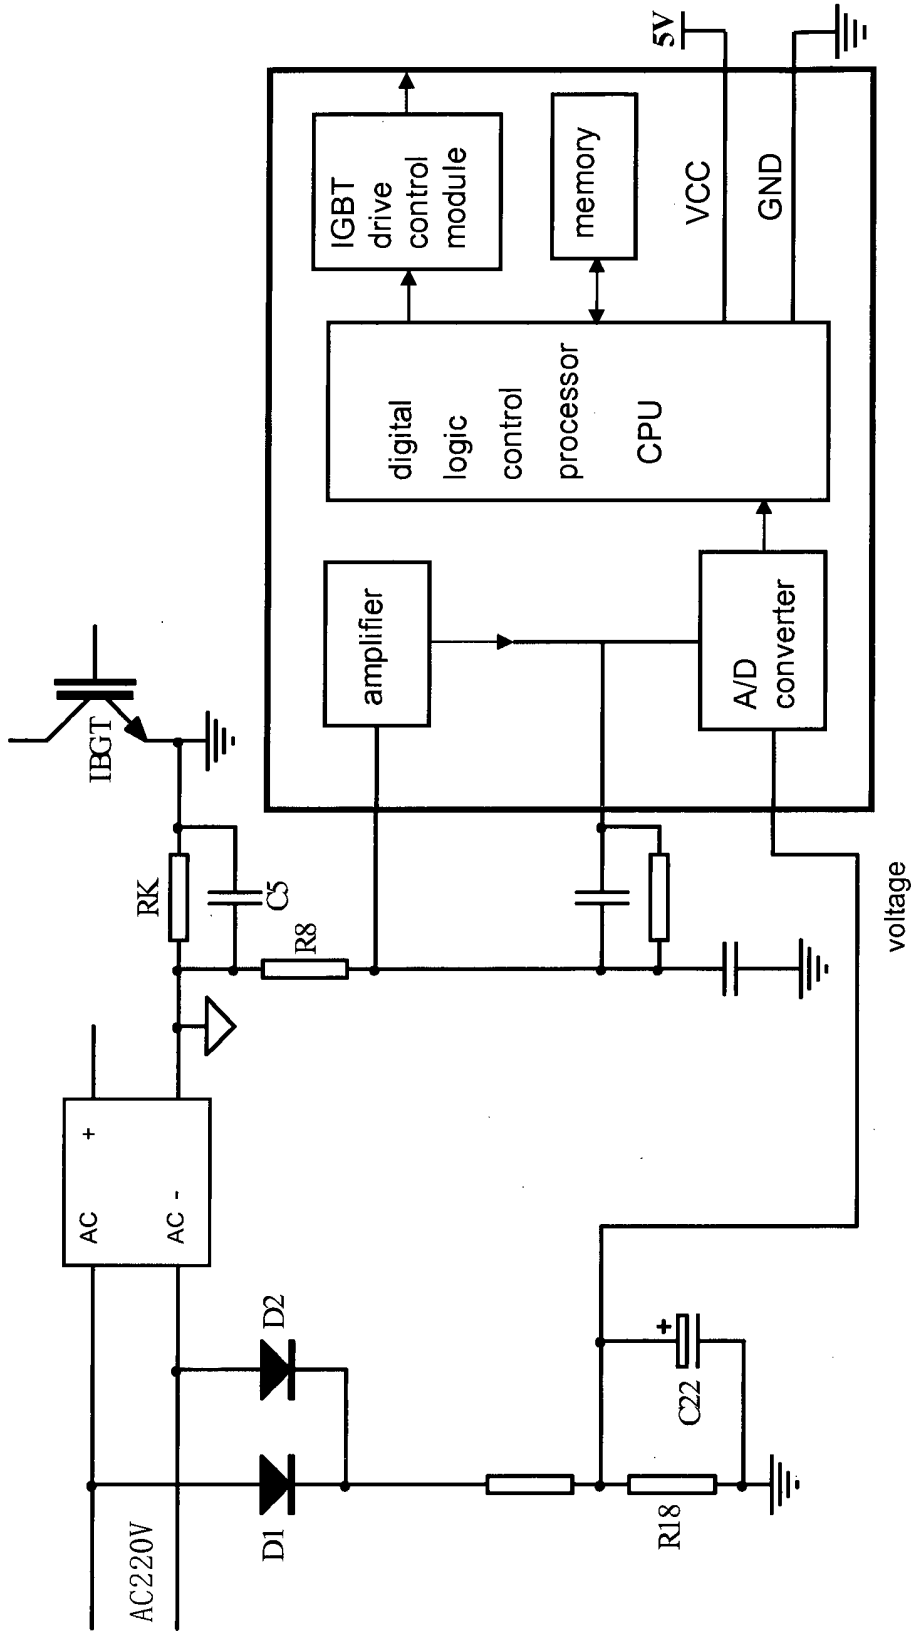 AC220V
D1
D2
AC
+
AC -
RK
C5
R8
IBGT
R18
C22
+
voltage
amplifier
A/D
converter
digital
logic
control
processor
CPU
IGBT
drive
control
module
memory
VCC
GND
5V